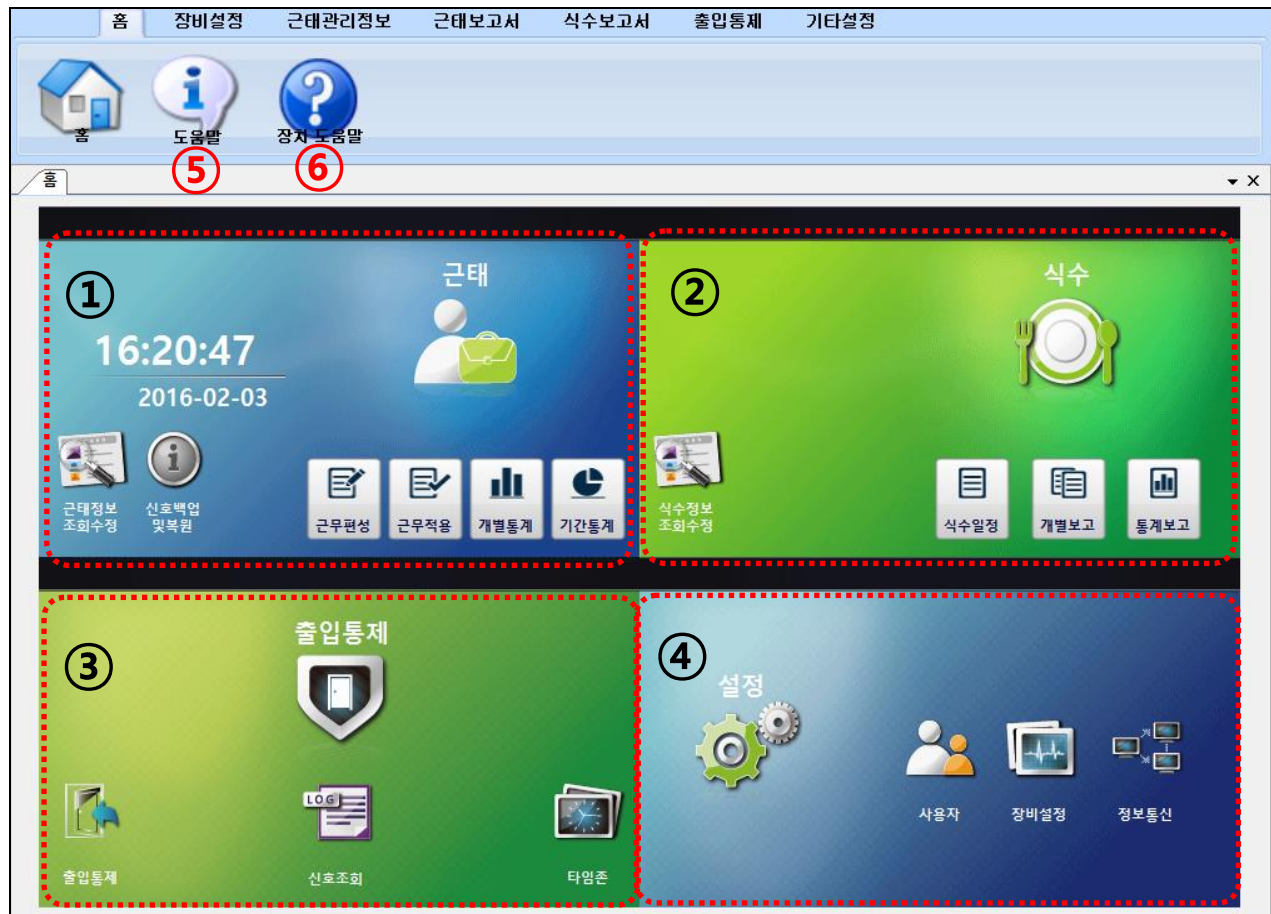 홈 장비설정 근태관리정보 근태보고서 식수보고서 출입통제 기타설정
홈 도움말 장치 도움말
⑤ ⑥
홈
① 근태
16:20:47
2016-02-03
근태정보
조회수정
신호백업
및복원
근무편성 근무적용 개별통계 기간통계
② 식수
식수정보
조회수정
식수일정 개별보고 통계보고
③ 출입통제
LOG
출입통제 신호조회 타임존
④ 설정
사용자 장비설정 정보통신